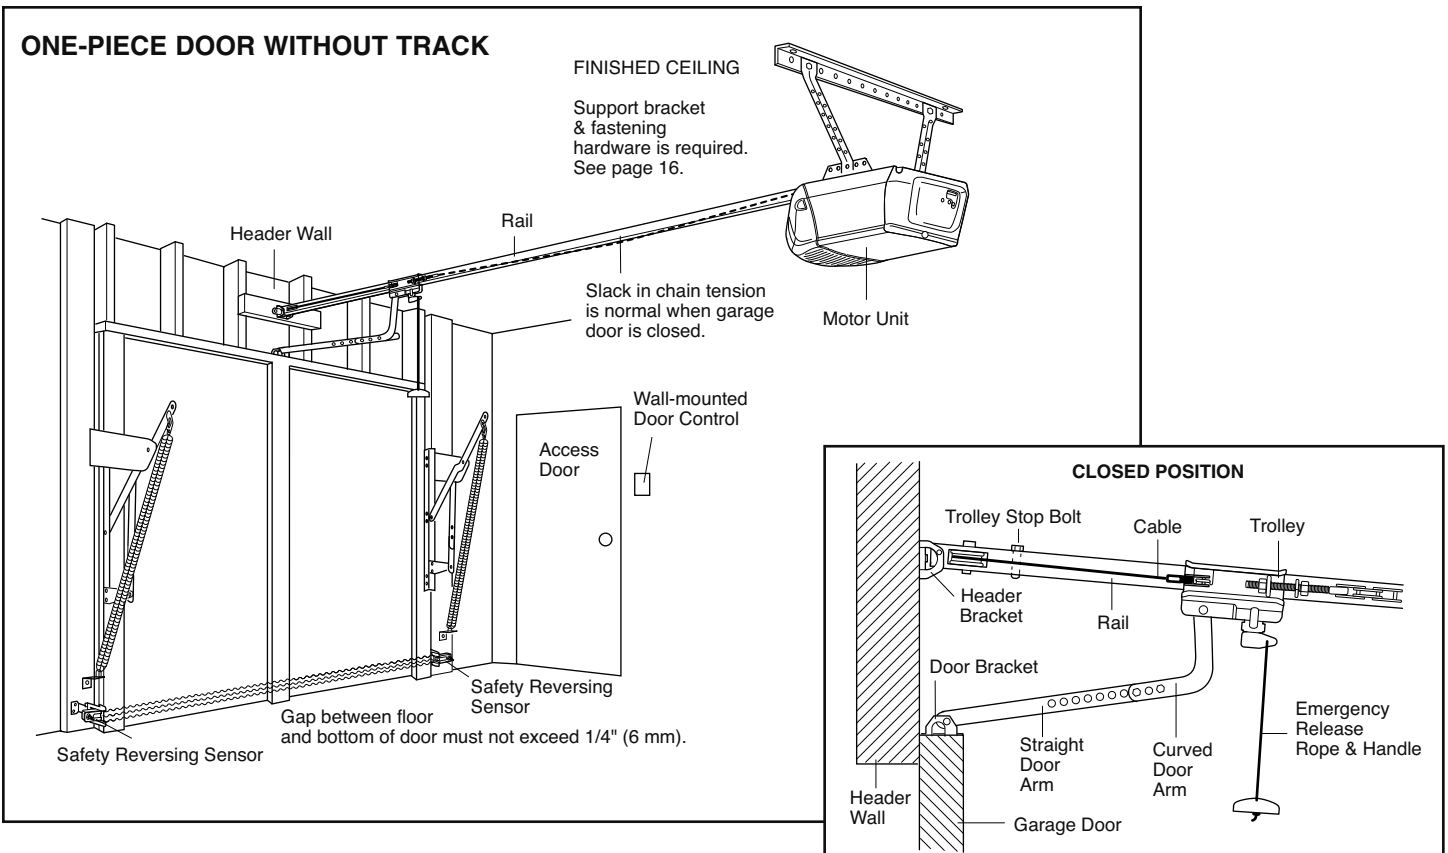 ONE-PIECE DOOR WITHOUT TRACK
FINISHED CEILING
Support bracket
& fastening
hardware is required.
See page 16.
Header Wall
Rail
Slack in chain tension
is normal when garage
door is closed.
Motor Unit
Wall-mounted
Door Control
Access
Door
Safety Reversing
Sensor
Gap between floor
and bottom of door must not exceed 1/4" (6 mm).
Safety Reversing Sensor
CLOSED POSITION
Trolley Stop Bolt
Cable
Trolley
Header
Bracket
Rail
Door Bracket
Straight
Door
Arm
Curved
Door
Arm
Emergency
Release
Rope & Handle
Header
Wall
Garage Door